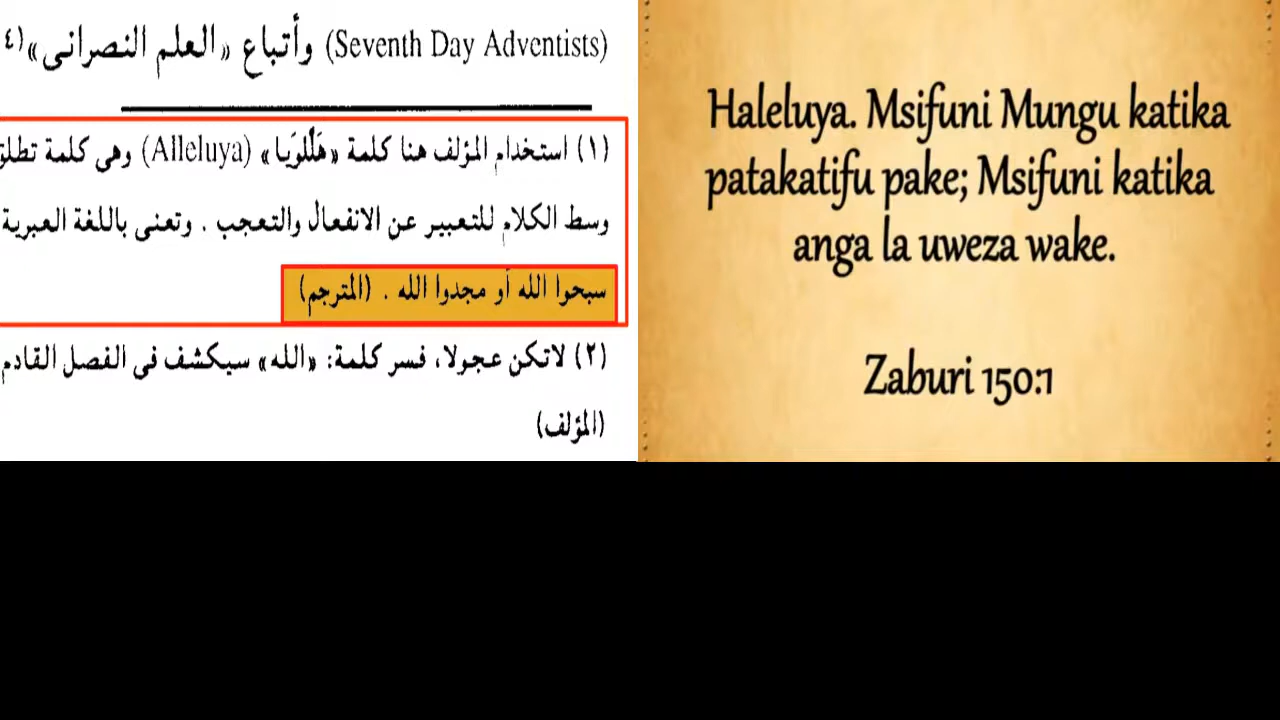 (Seventh Day Adventists) وأتباع «العلم النصرانى»(٤
(١) استخدام المؤلف هنا كلمة «هَلِّلُويَا» (Alleluya) وهى كلمة تطلق
وسط الكلام للتعبير عن الانفعال والتعجب . وتعنى باللغة العبرية
سبحوا الله أو مجدوا الله . (المترجم)
(٢) لاتكن عجولا، فسر كلمة: «الله» سيكشف فى الفصل القادم
(المؤلف)
Haleluya. Msifuni Mungu katika
patakatifu pake; Msifuni katika
anga la uweza wake.
Zaburi 150:1